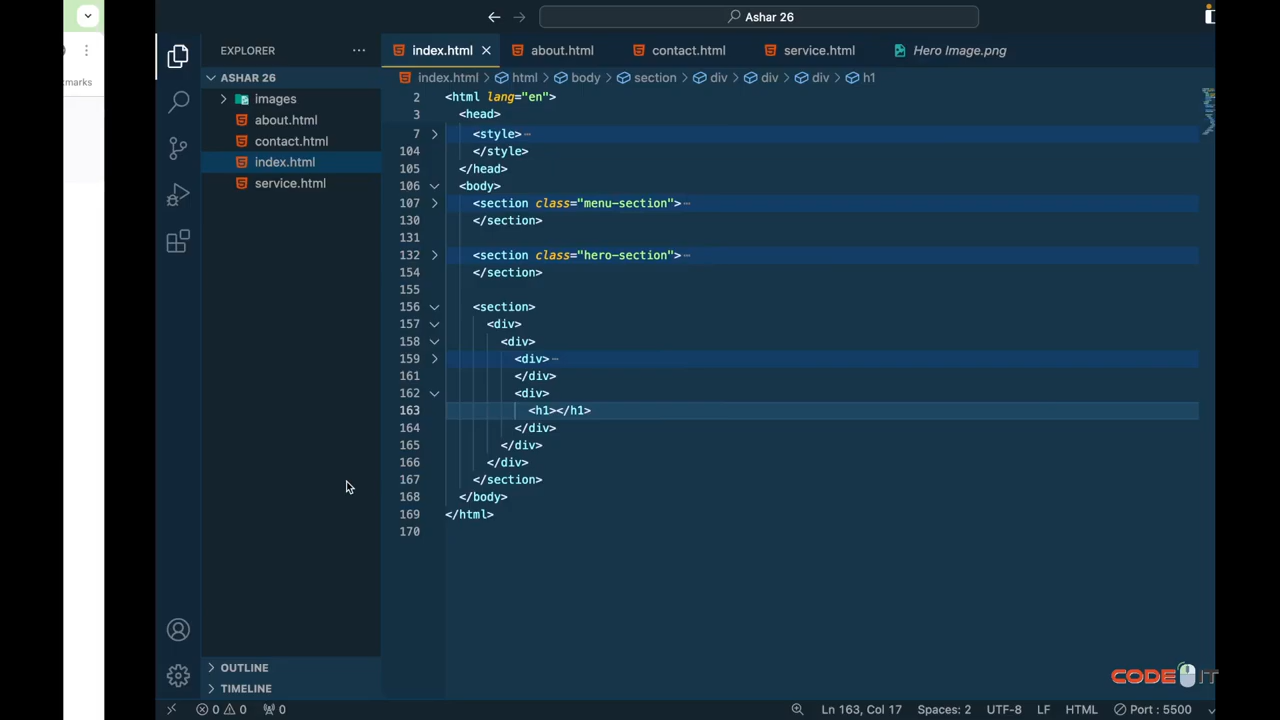 Ashar 26
kmarks
EXPLORER
index.html
about.html
contact.html
service.html
Hero Image.png
ASHAR 26
images
about.html
contact.html
index.html
service.html
OUTLINE
TIMELINE
index.html > html > body > section > div > div > div > h1
2 <html lang="en">
3 <head>
7 <style>
104 </style>
105 </head>
106 <body>
107 <section class="menu-section">
130 </section>
131
132 <section class="hero-section">
154 </section>
155
156 <section>
157 <div>
158 <div>
159 <div>
161 </div>
162 <div>
163 <h1></h1>
164 </div>
165 </div>
166 </div>
167 </section>
168 </body>
169 </html>
170
CODE IT
0 0 0 Ln 163, Col 17 Spaces: 2 UTF-8 LF HTML Port : 5500